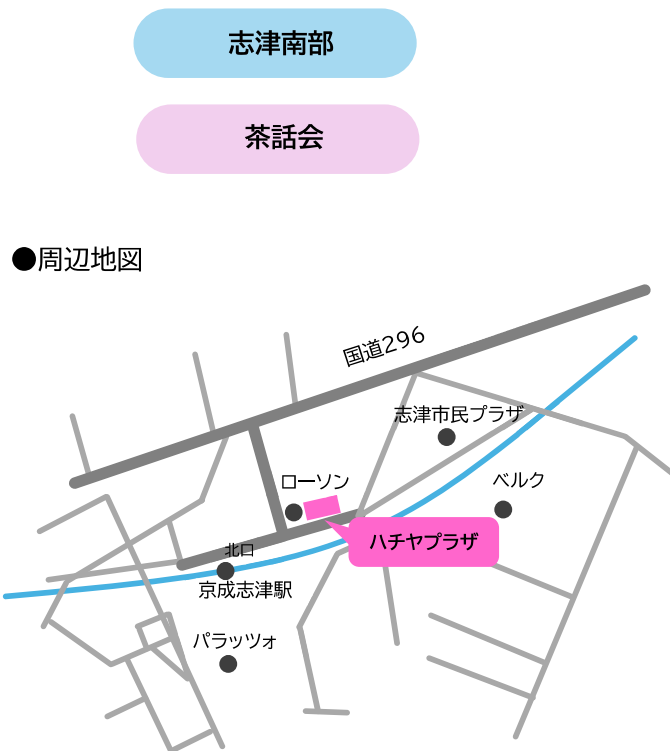 志津南部
茶話会
●周辺地図
国道296
志津市民プラザ
ローソン
ベルク
ハチヤプラザ
北口
京成志津駅
パラッツォ